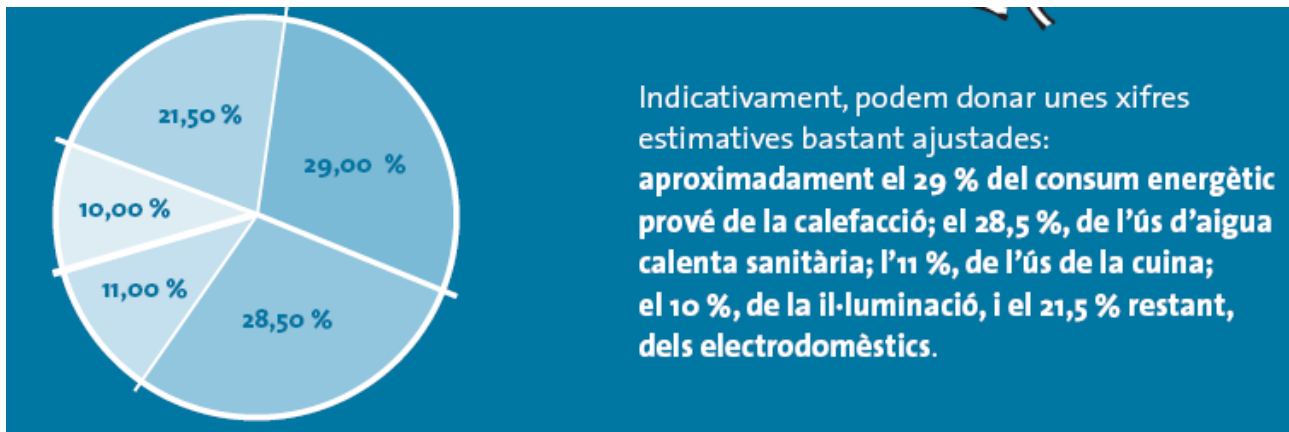 21,50 %
29,00 %
10,00 %
11,00 %
28,50 %
Indicativament, podem donar unes xifres
estimatives bastant ajustades:
aproximadament el 29 % del consum energètic
prové de la calefacció; el 28,5 %, de l’ús d’aigua
calenta sanitària; l’11 %, de l’ús de la cuina;
el 10 %, de la il·luminació, i el 21,5 % restant,
dels electrodomèstics.